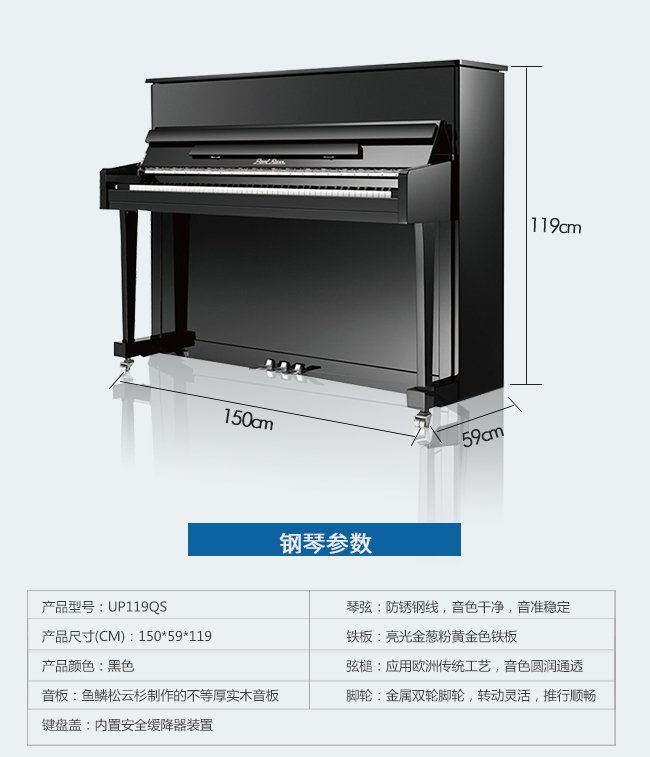 Pearl River
119cm
150cm
59cm
钢琴参数
产品型号：UP119QS
琴弦：防锈钢线，音色干净，音准稳定
产品尺寸(CM)：150*59*119
铁板：亮光金葱粉黄金色铁板
产品颜色：黑色
弦槌：应用欧洲传统工艺，音色圆润通透
音板：鱼鳞松云杉制作的不等厚实木音板
脚轮：金属双轮脚轮，转动灵活，推行顺畅
键盘盖：内置安全缓降器装置